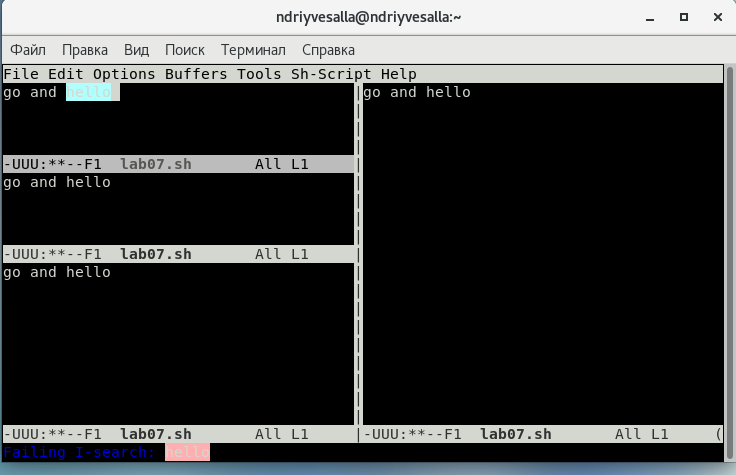 ndriyvesalla@ndriyvesalla:~
Файл Правка Вид Поиск Терминал Справка
File Edit Options Buffers Tools Sh-Script Help
go and hello
-UUU:**--F1 lab07.sh All L1
go and hello
-UUU:**--F1 lab07.sh All L1
go and hello
-UUU:**--F1 lab07.sh All L1
go and hello
-UUU:**--F1 lab07.sh All L1 (
Failing I-search: hello